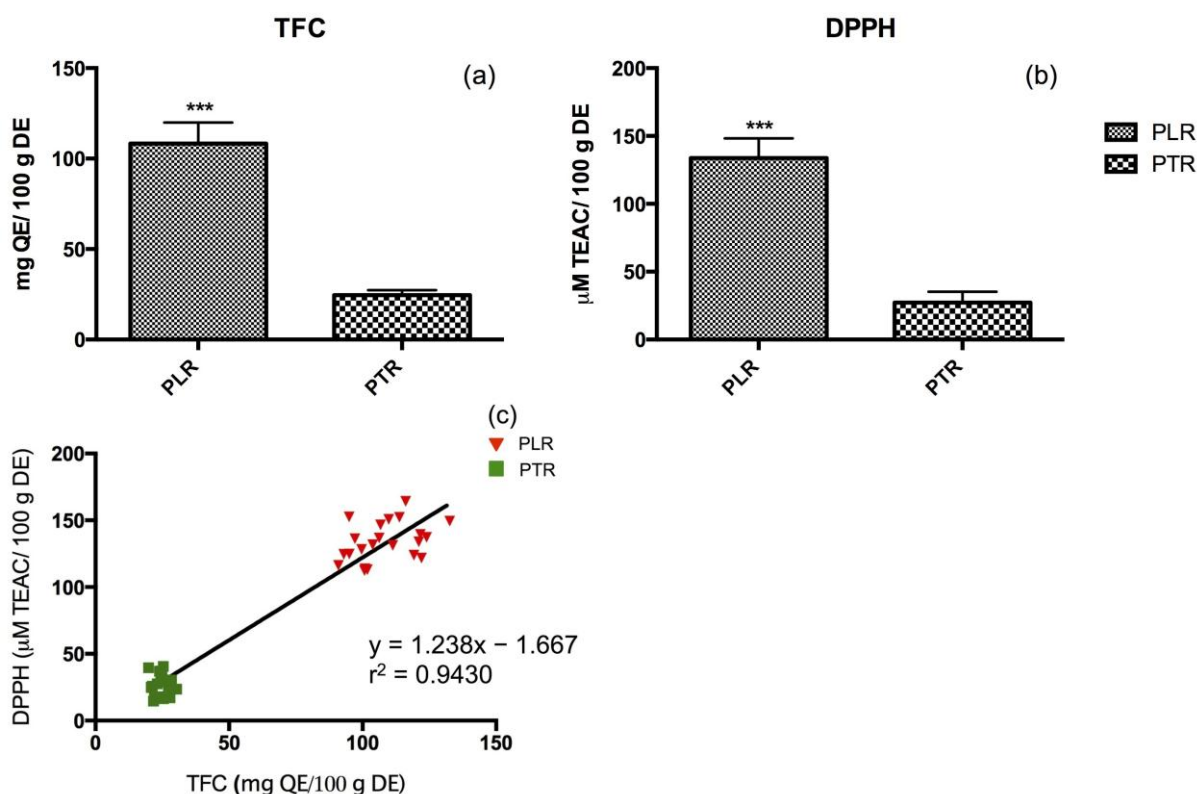 TFC
(a)
mg QE/ 100 g DE
150
100
50
0
***
PLR
PTR
DPPH
(b)
μM TEAC/ 100 g DE
200
150
100
50
0
***
PLR
PTR
PLR
PTR
(c)
PLR
PTR
DPPH (μM TEAC/ 100 g DE)
200
150
100
50
0
y = 1.238x − 1.667
r² = 0.9430
0
50
100
150
TFC (mg QE/100 g DE)